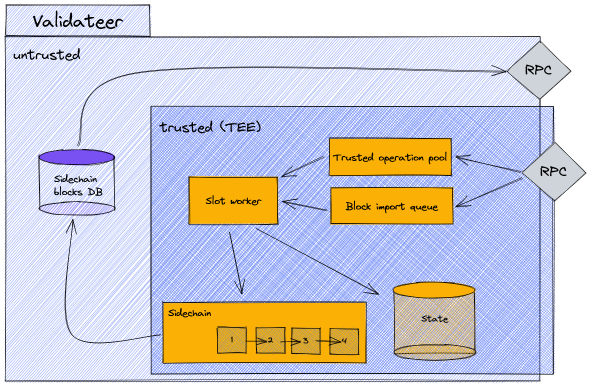 Validateer
untrusted
RPC
trusted (TEE)
Trusted operation pool
RPC
Sidechain
blocks DB
Slot worker
Block import queue
Sidechain
1
2
3
4
State